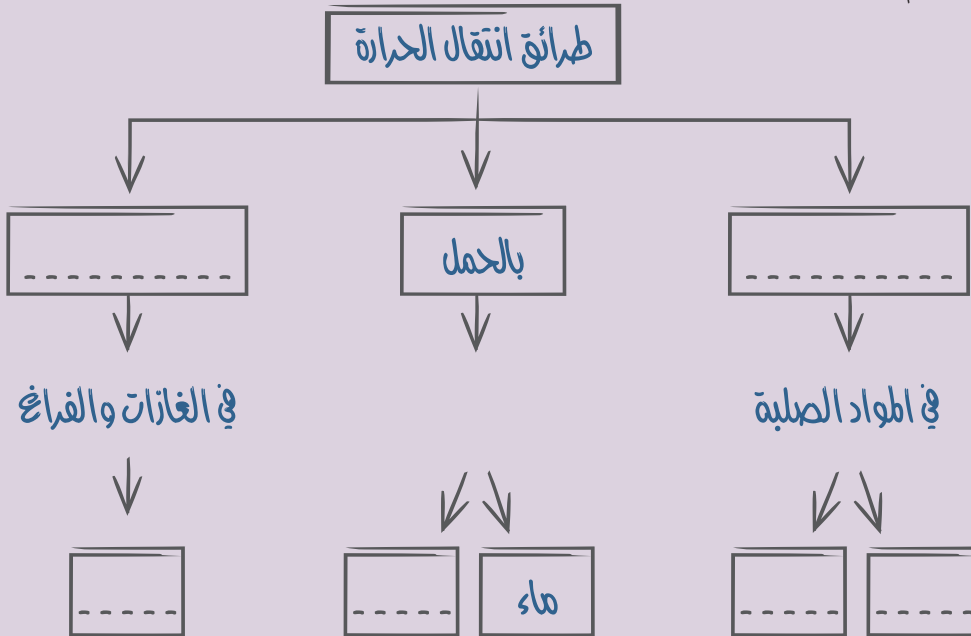 طرائق انتقال الحرارة
بالحمل
في المواد الصلبة
في الغازات والفراغ
ماء